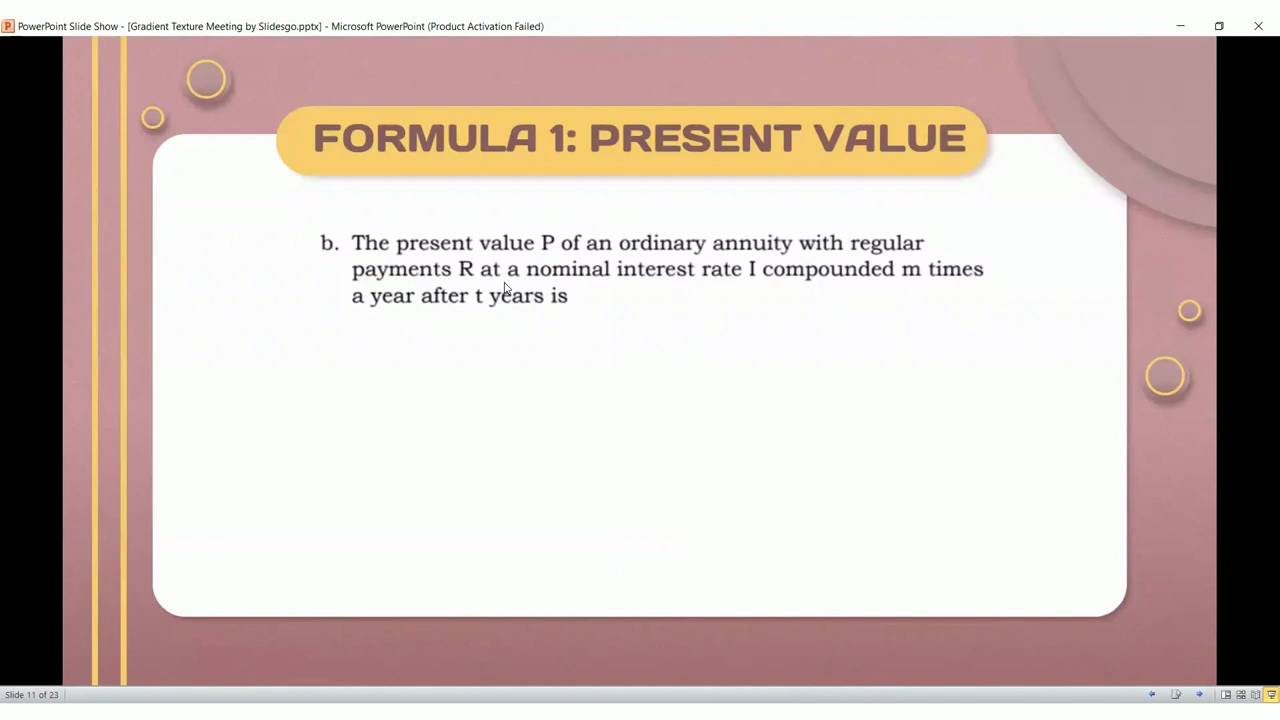 PowerPoint Slide Show - [Gradient Texture Meeting by Slidesgo.pptx] - Microsoft PowerPoint (Product Activation Failed)
FORMULA 1: PRESENT VALUE
b. The present value P of an ordinary annuity with regular
payments R at a nominal interest rate I compounded m times
a year after t years is
Slide 11 of 23